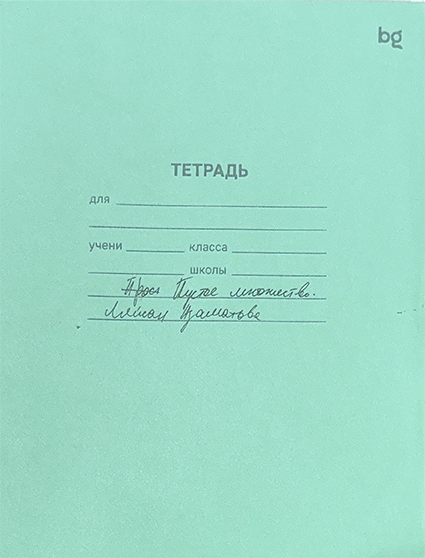 bg
ТЕТРАДЬ
для
учени класса
школы
Пустое множество.